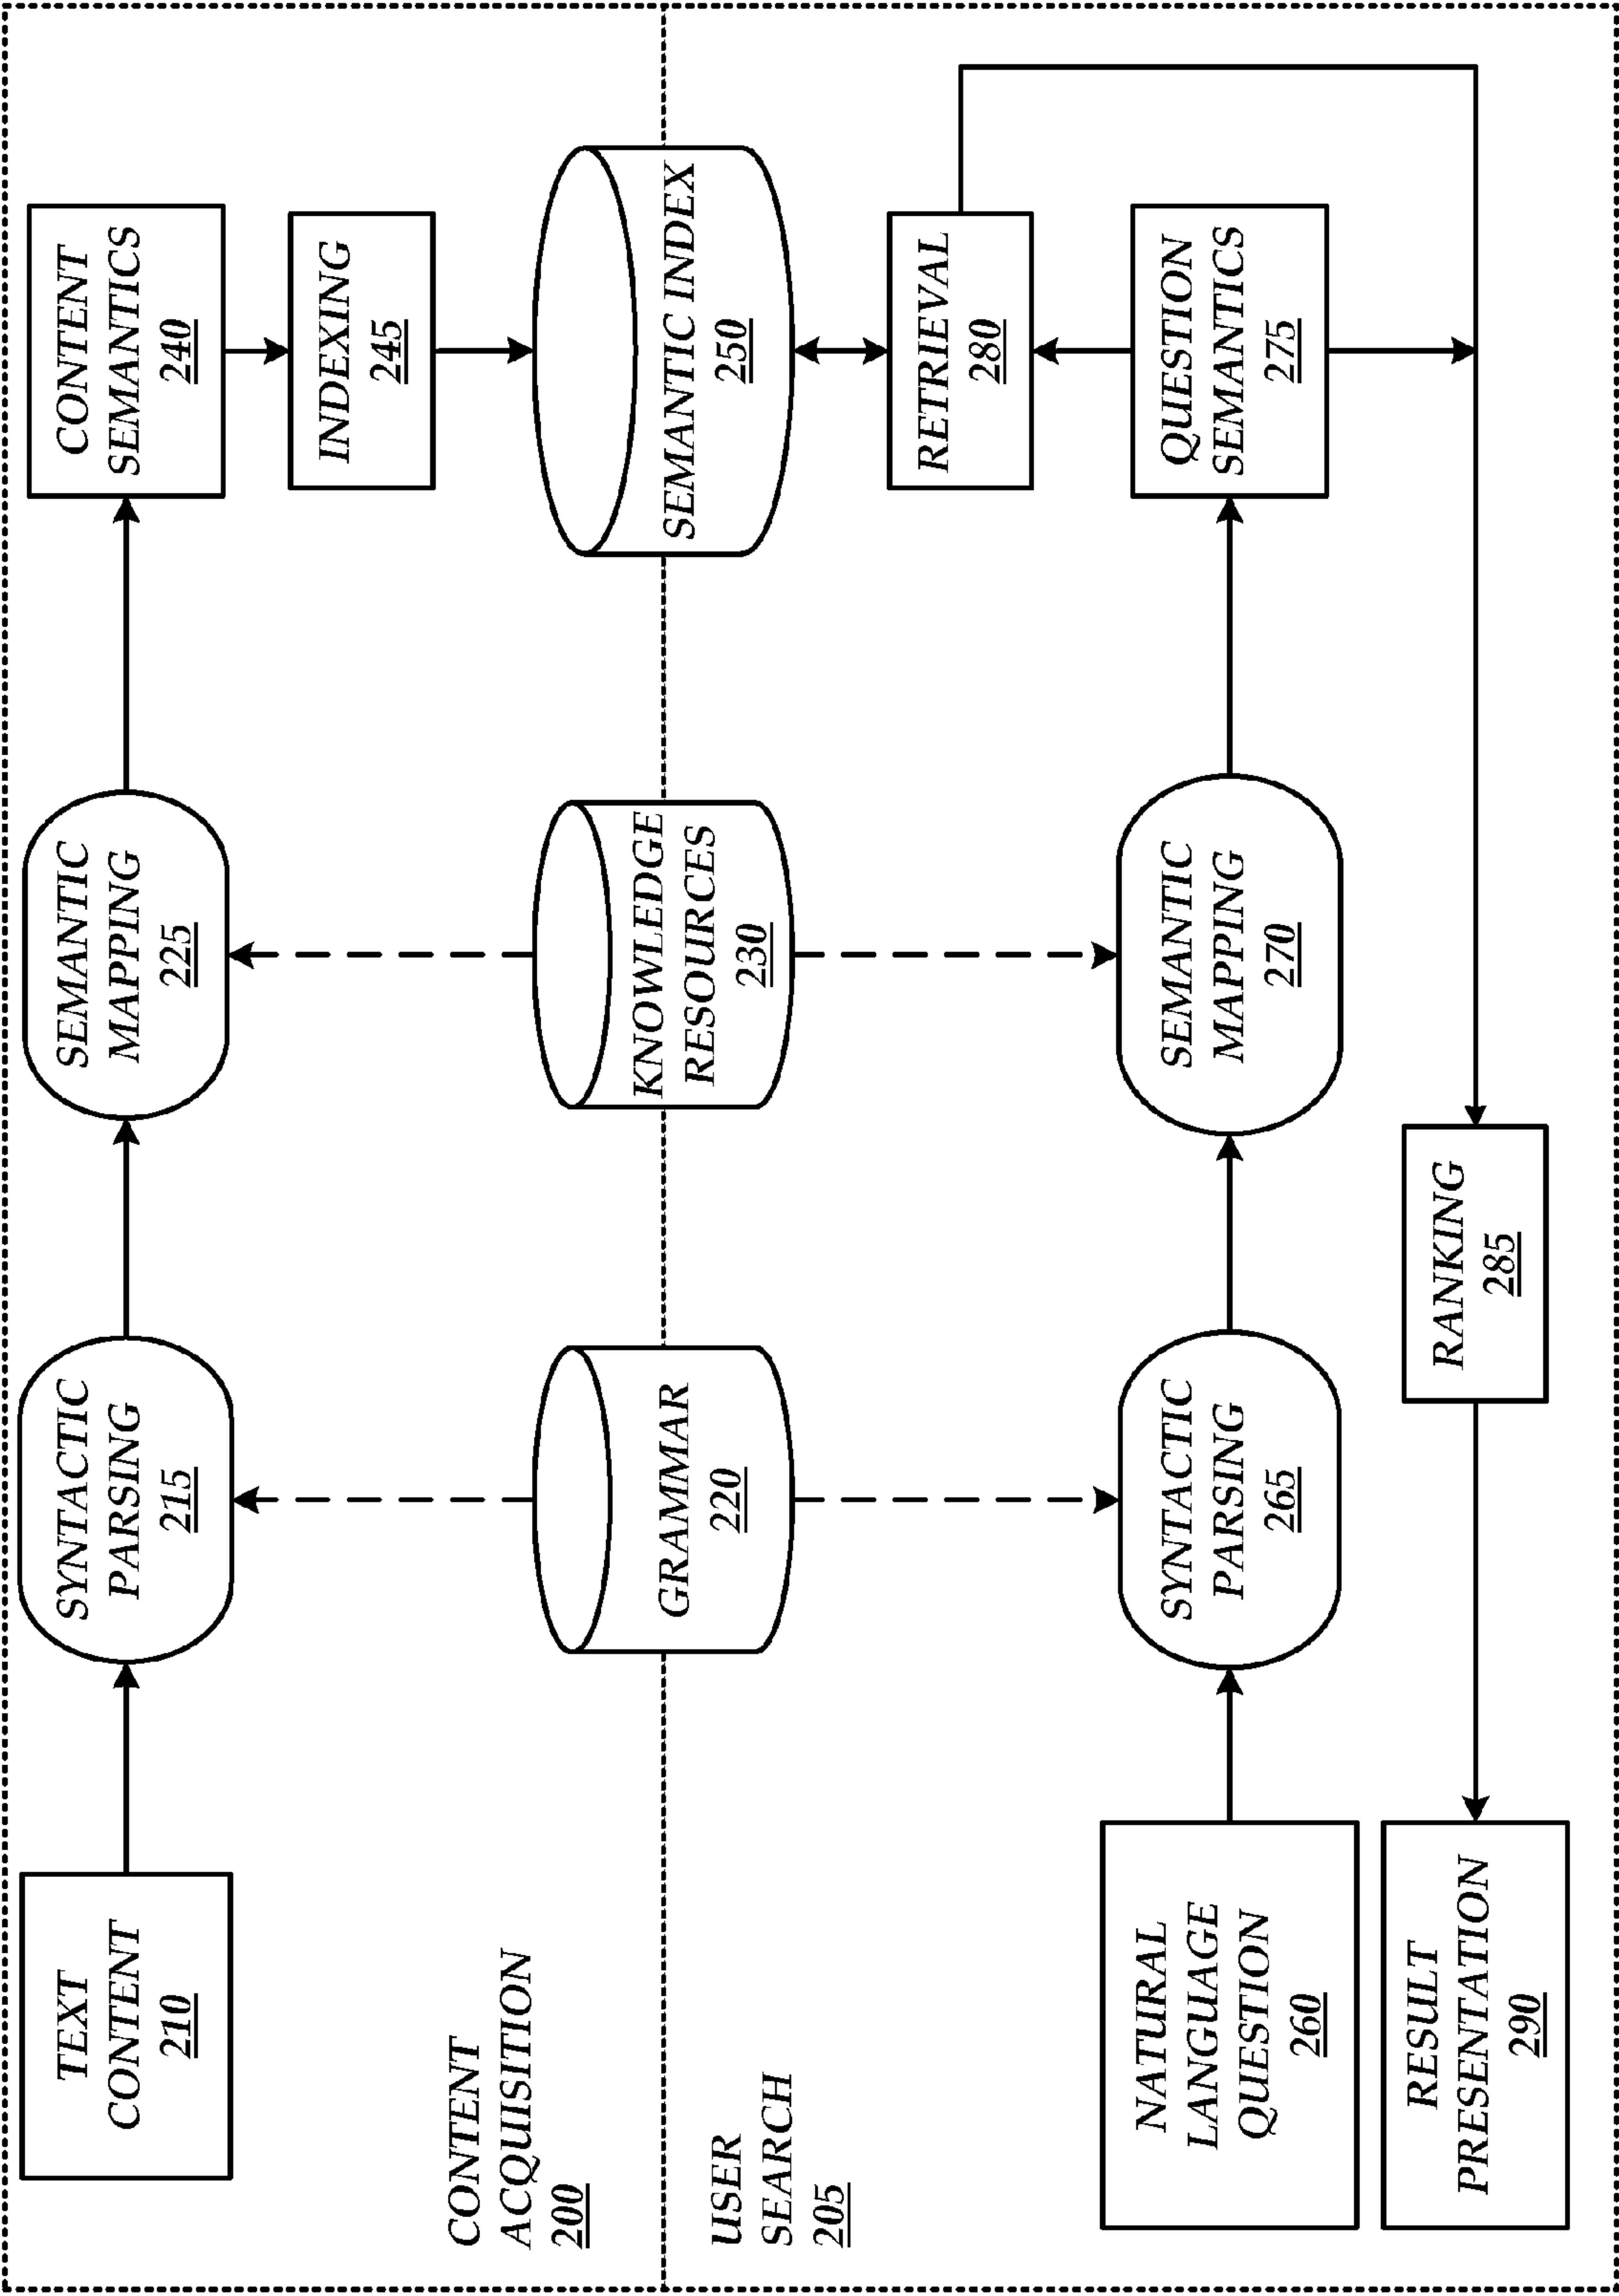 TEXT
CONTENT
210
SYNTACTIC
PARSING
215
SEMANTIC
MAPPING
225
CONTENT
SEMANTICS
240
INDEXING
245
CONTENT
ACQUISITION
200
GRAMMAR
220
KNOWLEDGE
RESOURCES
230
SEMANTIC INDEX
250
USER
SEARCH
205
RETRIEVAL
280
NATURAL
LANGUAGE
QUESTION
260
SYNTACTIC
PARSING
265
SEMANTIC
MAPPING
270
QUESTION
SEMANTICS
275
RESULT
PRESENTATION
290
RANKING
285